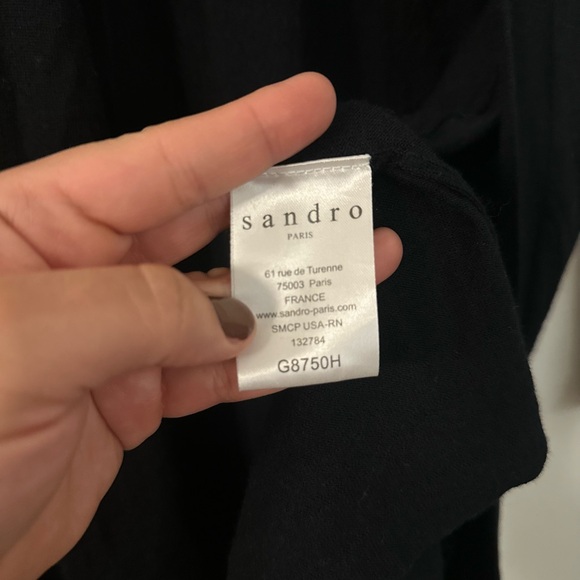 sandro
PARIS
61 rue de Turenne
75003 Paris
FRANCE
www.sandro-paris.com
SMCP USA-RN
132784
G8750H